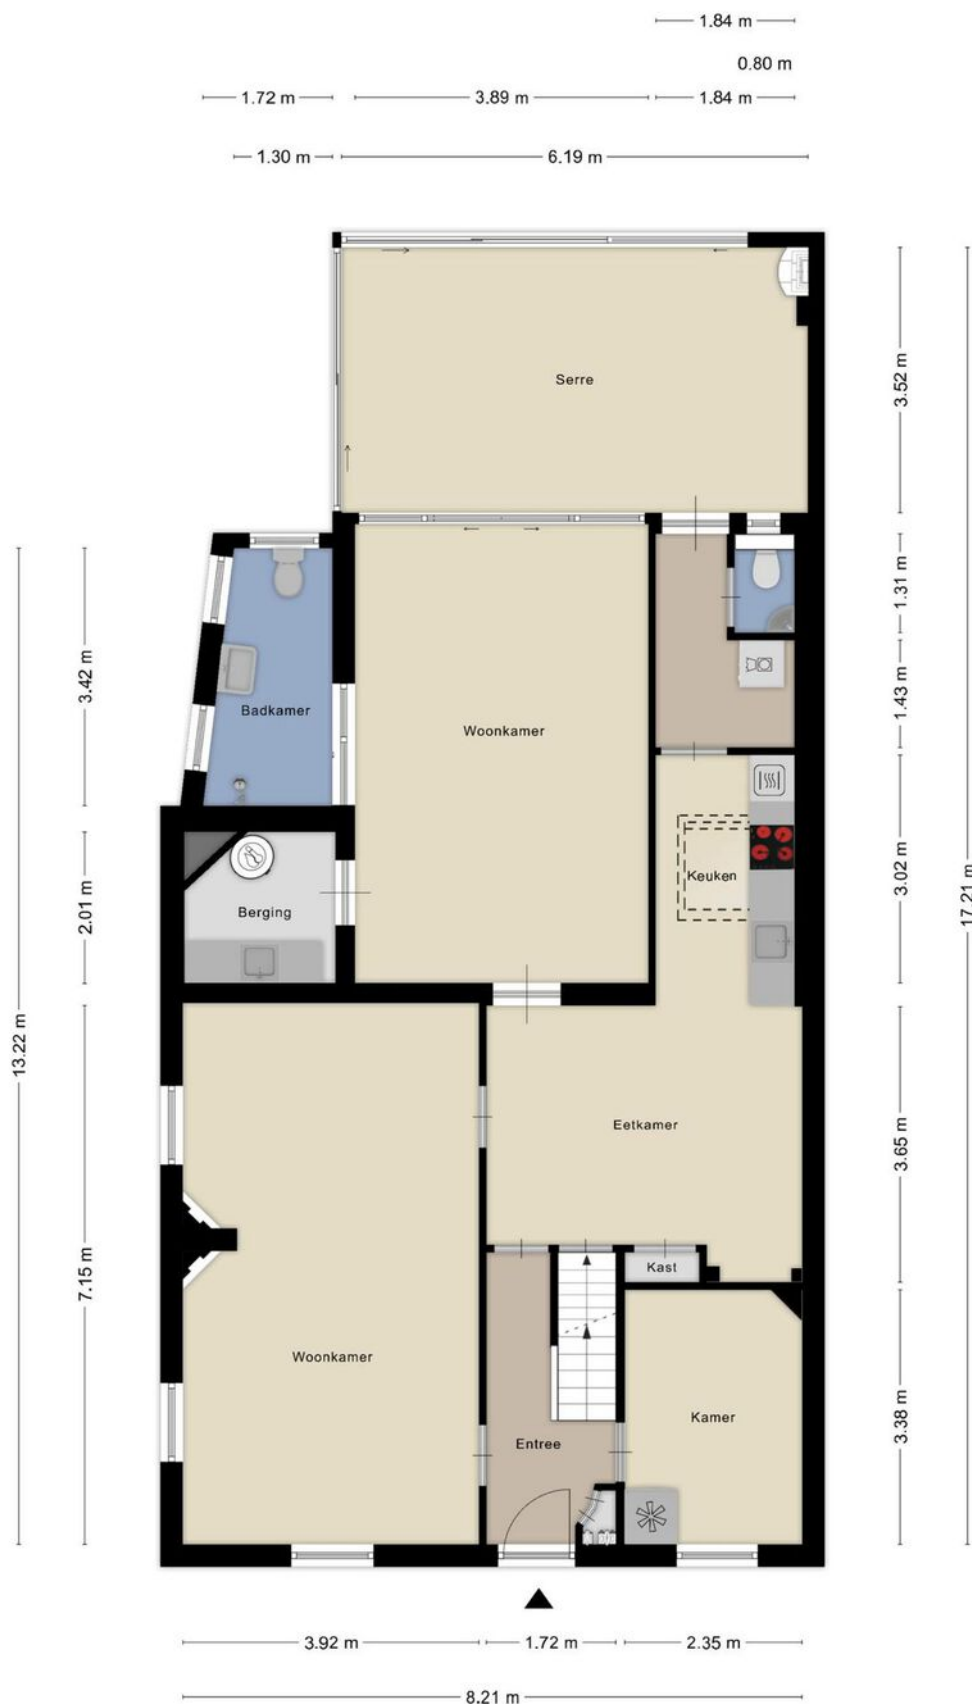 1.84 m
0.80 m
1.72 m
3.89 m
1.84 m
1.30 m
6.19 m
Serre
3.52 m
1.31 m
3.42 m
Badkamer
Woonkamer
1.43 m
Keuken
3.02 m
17.21 m
2.01 m
Berging
13.22 m
Eetkamer
3.65 m
7.15 m
Kast
Woonkamer
Kamer
3.38 m
Entree
3.92 m
1.72 m
2.35 m
8.21 m